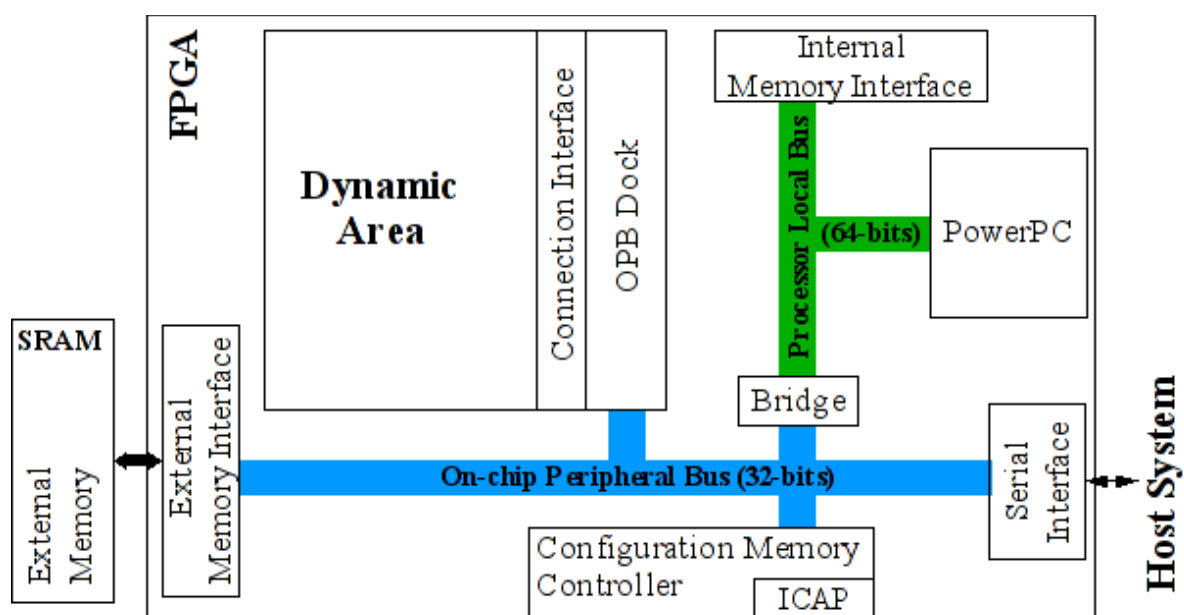 FPGA
Dynamic
Area
Connection Interface
OPB Dock
Internal
Memory Interface
Processor Local Bus
(64-bits)
PowerPC
SRAM
External
Memory
External
Memory Interface
Bridge
On-chip Peripheral Bus (32-bits)
Serial
Interface
Host System
Configuration Memory
Controller
ICAP